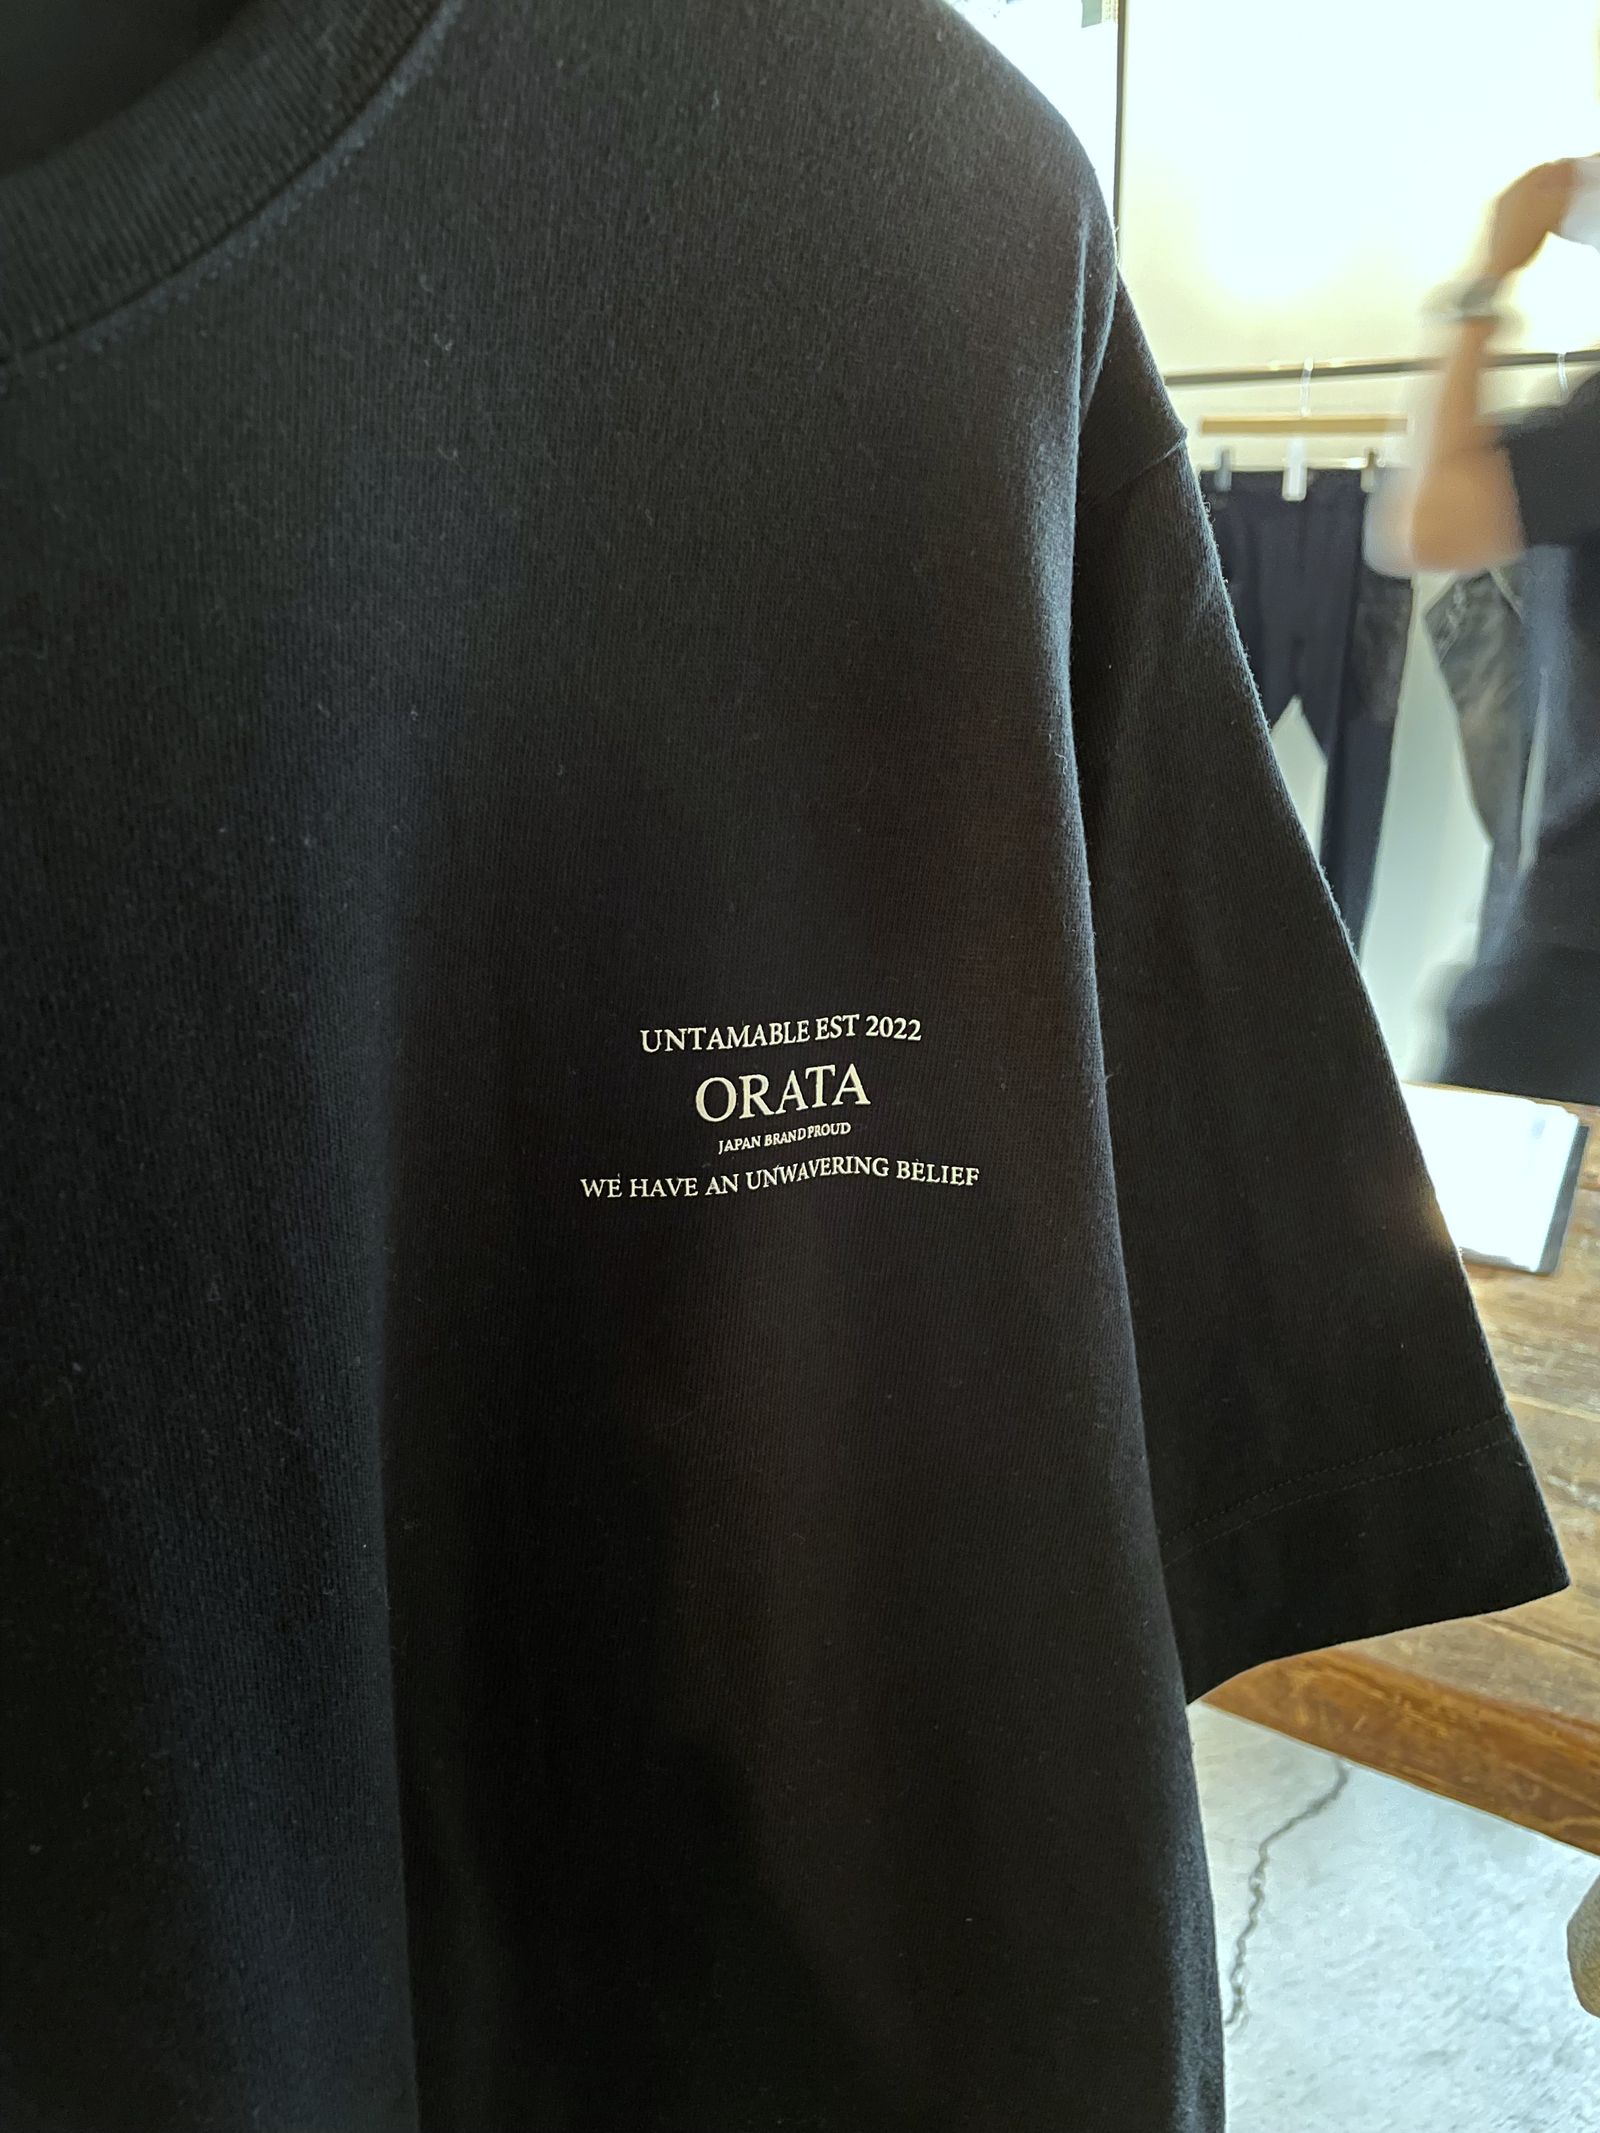 UNTAMABLE EST 2022
ORATA
JAPAN BRAND PROUD
WE HAVE AN UNWAVERING BELIEF